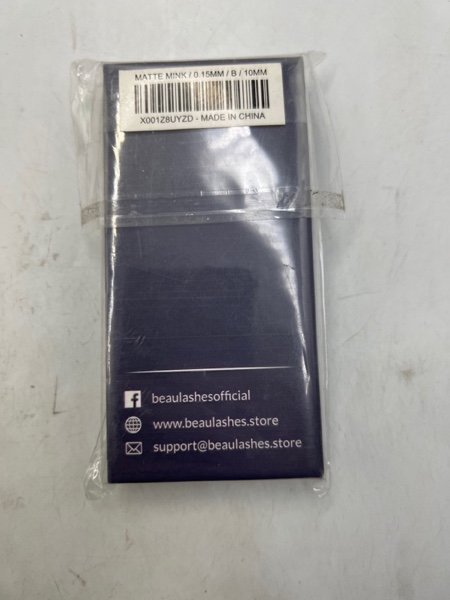 MATTE MINK / 0.15MM / B / 10MM
X001Z8UYZD - MADE IN CHINA
beaulashesofficial
www.beaulashes.store
support@beaulashes.store